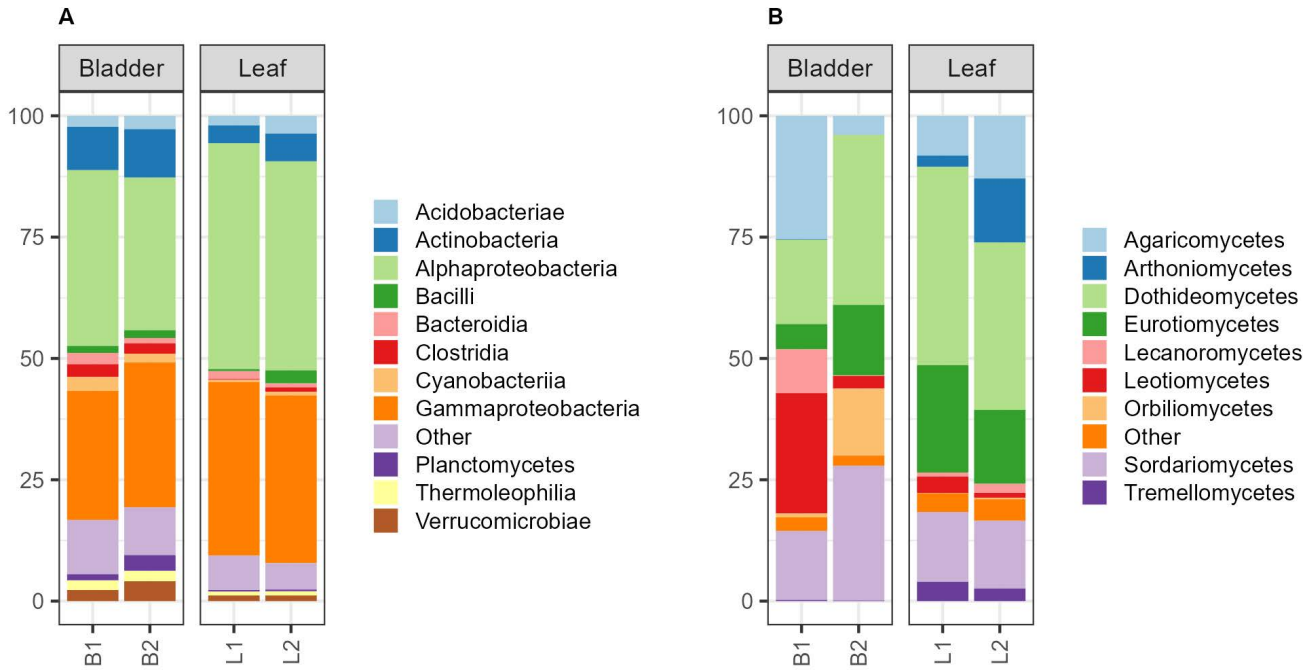 A
Bladder
Leaf
100
75
50
25
0
B1
B2
L1
L2
Acidobacteriae
Actinobacteria
Alphaproteobacteria
Bacilli
Bacteroidia
Clostridia
Cyanobacteriia
Gammaproteobacteria
Other
Planctomycetes
Thermoleophilia
Verrucomicrobiae
B
Bladder
Leaf
100
75
50
25
0
B1
B2
L1
L2
Agaricomycetes
Arthoniomycetes
Dothideomycetes
Eurotiomycetes
Lecanoromycetes
Leotiomycetes
Orbiliomycetes
Other
Sordariomycetes
Tremellomycetes